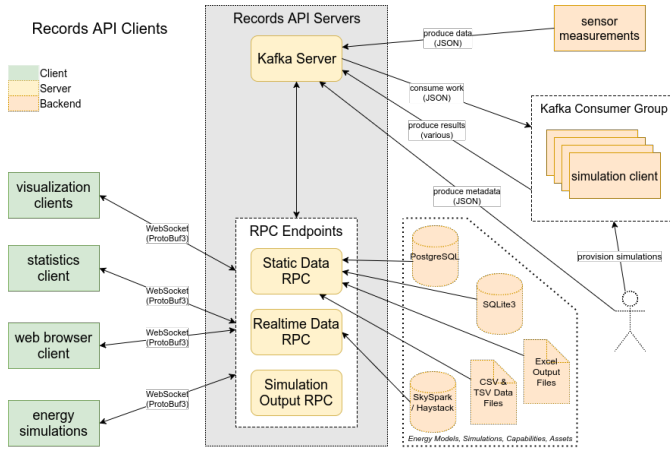 Records API Clients
Client
Server
Backend
Records API Servers
Kafka Server
sensor
measurements
produce data
(JSON)
consume work
(JSON)
produce results
(various)
produce metadata
(JSON)
Kafka Consumer Group
simulation client
provision simulations
visualization
clients
statistics
client
web browser
client
energy
simulations
WebSocket
(ProtoBuf3)
WebSocket
(ProtoBuf3)
WebSocket
(ProtoBuf3)
WebSocket
(ProtoBuf3)
RPC Endpoints
Static Data
RPC
Realtime Data
RPC
Simulation
Output RPC
PostgreSQL
SQLite3
SkySpark
/ Haystack
CSV &
TSV Data
Files
Excel
Output
Files
Energy Models, Simulations, Capabilities, Assets